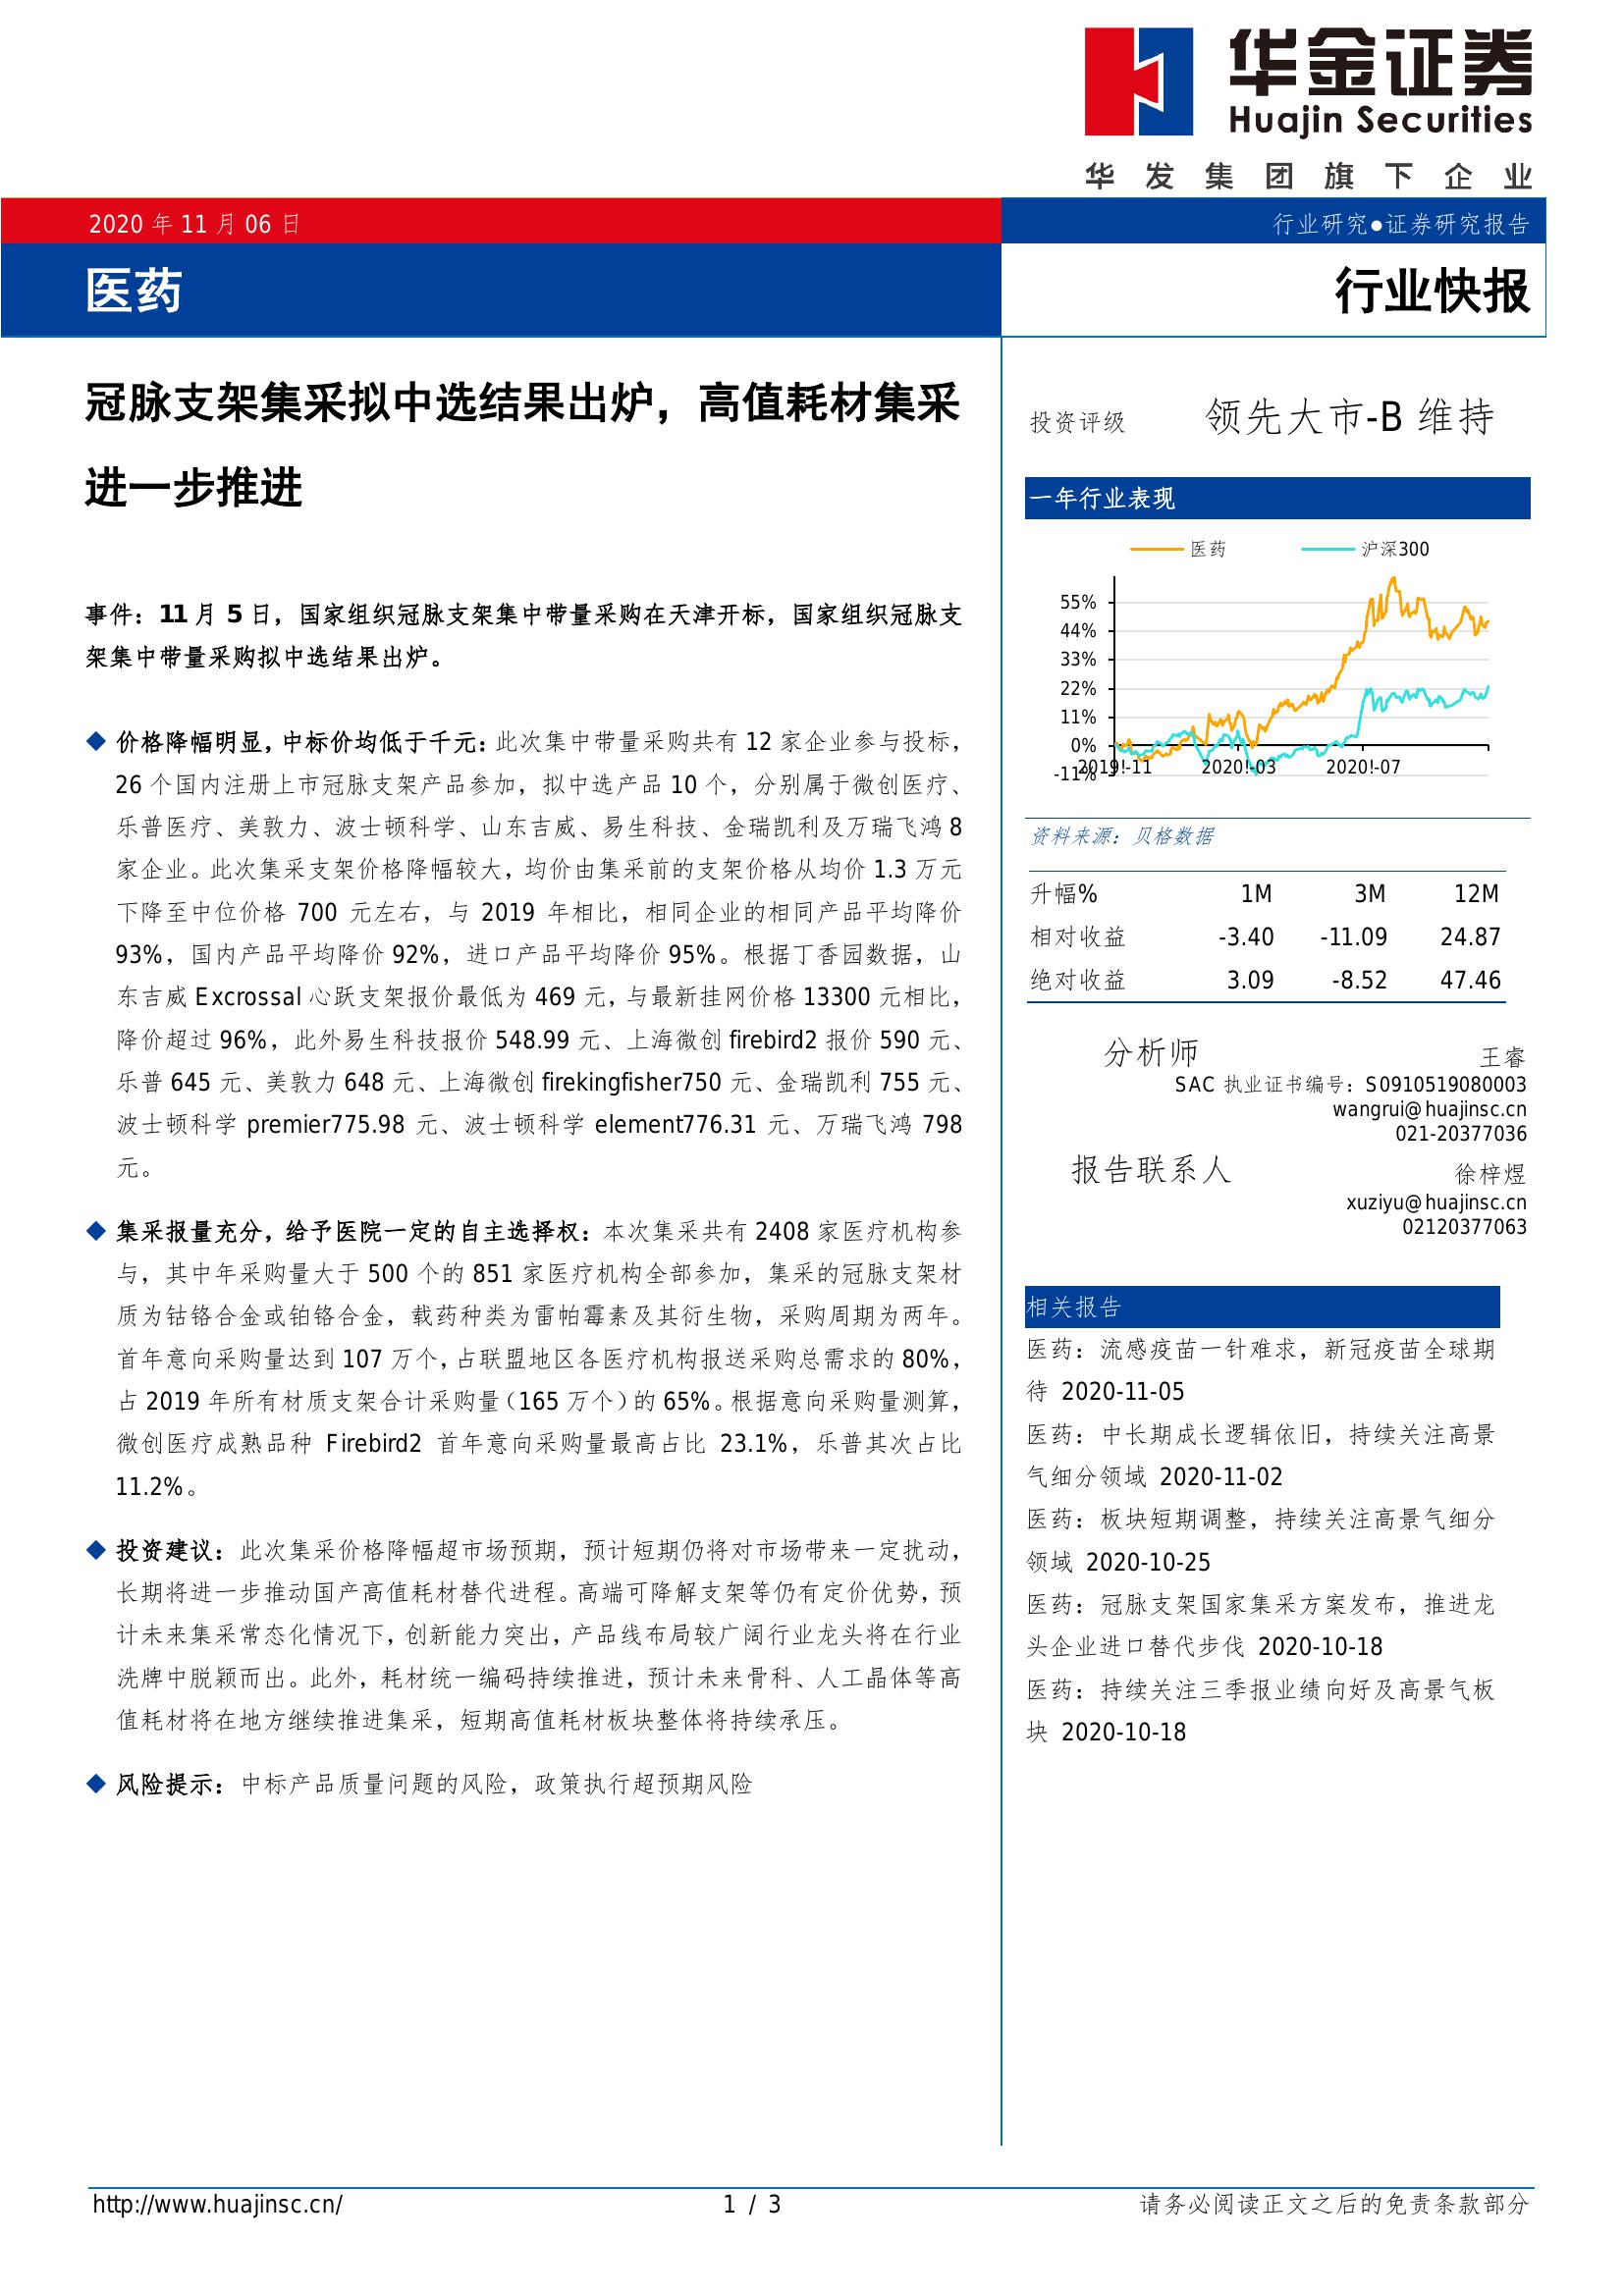 华金证券
Huajin Securities
华发集团旗下企业
2020 年 11 月 06 日
行业研究●证券研究报告
医药
行业快报
冠脉支架集采拟中选结果出炉，高值耗材集采
进一步推进
事件：11 月 5 日，国家组织冠脉支架集中带量采购在天津开标，国家组织冠脉支
架集中带量采购拟中选结果出炉。
◆ 价格降幅明显，中标价均低于千元：此次集中带量采购共有 12 家企业参与投标，
26 个国内注册上市冠脉支架产品参加，拟中选产品 10 个，分别属于微创医疗、
乐普医疗、美敦力、波士顿科学、山东吉威、易生科技、金瑞凯利及万瑞飞鸿 8
家企业。此次集采支架价格降幅较大，均价由集采前的支架价格从均价 1.3 万元
下降至中位价格 700 元左右，与 2019 年相比，相同企业的相同产品平均降价
93%，国内产品平均降价 92%，进口产品平均降价 95%。根据丁香园数据，山
东吉威 Excrossal 心跃支架报价最低为 469 元，与最新挂网价格 13300 元相比，
降价超过 96%，此外易生科技报价 548.99 元、上海微创 firebird2 报价 590 元、
乐普 645 元、美敦力 648 元、上海微创 firekingfisher750 元、金瑞凯利 755 元、
波士顿科学 premier775.98 元、波士顿科学 element776.31 元、万瑞飞鸿 798
元。
◆ 集采报量充分，给予医院一定的自主选择权：本次集采共有 2408 家医疗机构参
与，其中年采购量大于 500 个的 851 家医疗机构全部参加，集采的冠脉支架材
质为钴铬合金或铂铬合金，载药种类为雷帕霉素及其衍生物，采购周期为两年。
首年意向采购量达到 107 万个，占联盟地区各医疗机构报送采购总需求的 80%，
占 2019 年所有材质支架合计采购量（165 万个）的 65%。根据意向采购量测算，
微创医疗成熟品种 Firebird2 首年意向采购量最高占比 23.1%，乐普其次占比
11.2%。
◆ 投资建议：此次集采价格降幅超市场预期，预计短期仍将对市场带来一定扰动，
长期将进一步推动国产高值耗材替代进程。高端可降解支架等仍有定价优势，预
计未来集采常态化情况下，创新能力突出，产品线布局较广阔行业龙头将在行业
洗牌中脱颖而出。此外，耗材统一编码持续推进，预计未来骨科、人工晶体等高
值耗材将在地方继续推进集采，短期高值耗材板块整体将持续承压。
◆ 风险提示：中标产品质量问题的风险，政策执行超预期风险
投资评级 领先大市-B 维持
一年行业表现
医药 沪深300
55%
44%
33%
22%
11%
0%
-11%
2019!-11 2020!-03 2020!-07
资料来源：贝格数据
升幅% 1M 3M 12M
相对收益 -3.40 -11.09 24.87
绝对收益 3.09 -8.52 47.46
分析师 王睿
SAC 执业证书编号：S0910519080003
wangrui@huajinsc.cn
021-20377036
报告联系人 徐梓煜
xuziyu@huajinsc.cn
02120377063
相关报告
医药：流感疫苗一针难求，新冠疫苗全球期
待 2020-11-05
医药：中长期成长逻辑依旧，持续关注高景
气细分领域 2020-11-02
医药：板块短期调整，持续关注高景气细分
领域 2020-10-25
医药：冠脉支架国家集采方案发布，推进龙
头企业进口替代步伐 2020-10-18
医药：持续关注三季报业绩向好及高景气板
块 2020-10-18
http://www.huajinsc.cn/ 1 / 3 请务必阅读正文之后的免责条款部分